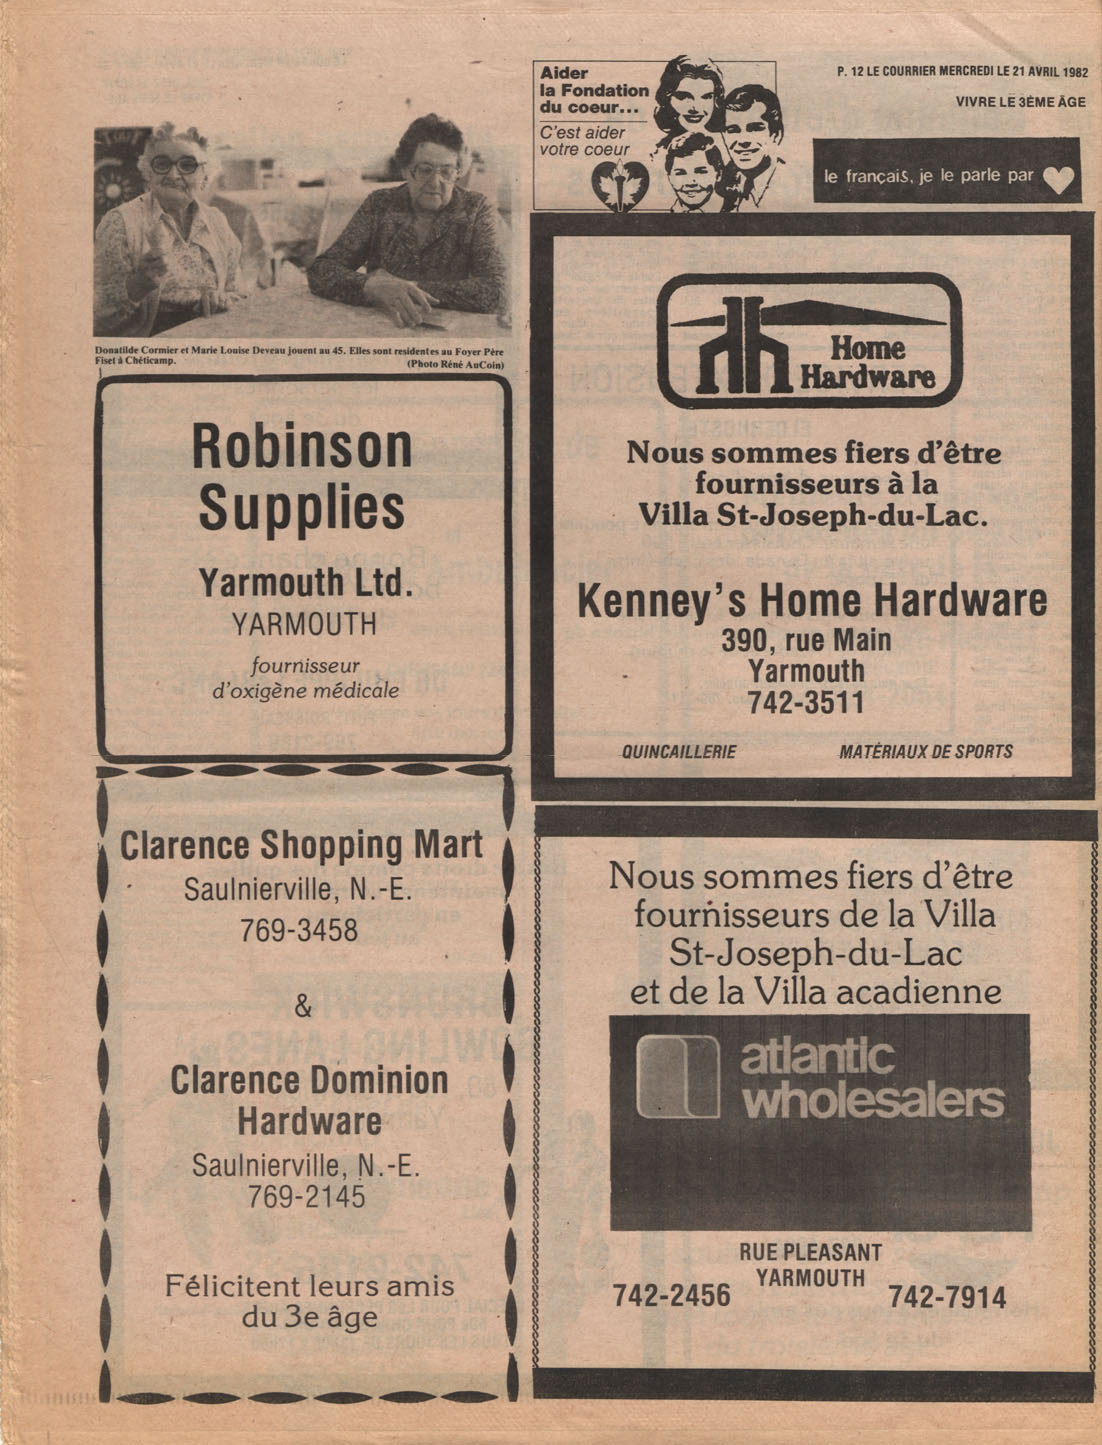 Aider
la Fondation
du coeur...
C'est aider
votre coeur
P. 12 LE COURRIER MERCREDI LE 21 AVRIL 1982
VIVRE LE 3ÈME ÂGE
le français, je le parle par
Donatilde Cormier et Marie Louise Deveau jouent au 45. Elles sont residentes au Foyer Père
Fiset à Chéticamp.
(Photo Réné AuCoin)
Robinson
Supplies
Yarmouth Ltd.
YARMOUTH
fournisseur
d'oxigène médicale
Clarence Shopping Mart
Saulnierville, N.-E.
769-3458
&
Clarence Dominion
Hardware
Saulnierville, N.-E.
769-2145
Félicitent leurs amis
du 3e âge
Home
Hardware
Nous sommes fiers d'être
fournisseurs à la
Villa St-Joseph-du-Lac.
Kenney's Home Hardware
390, rue Main
Yarmouth
742-3511
QUINCAILLERIE MATÉRIAUX DE SPORTS
Nous sommes fiers d'être
fournisseurs de la Villa
St-Joseph-du-Lac
et de la Villa acadienne
atlantic
wholesalers
RUE PLEASANT
YARMOUTH
742-2456 742-7914